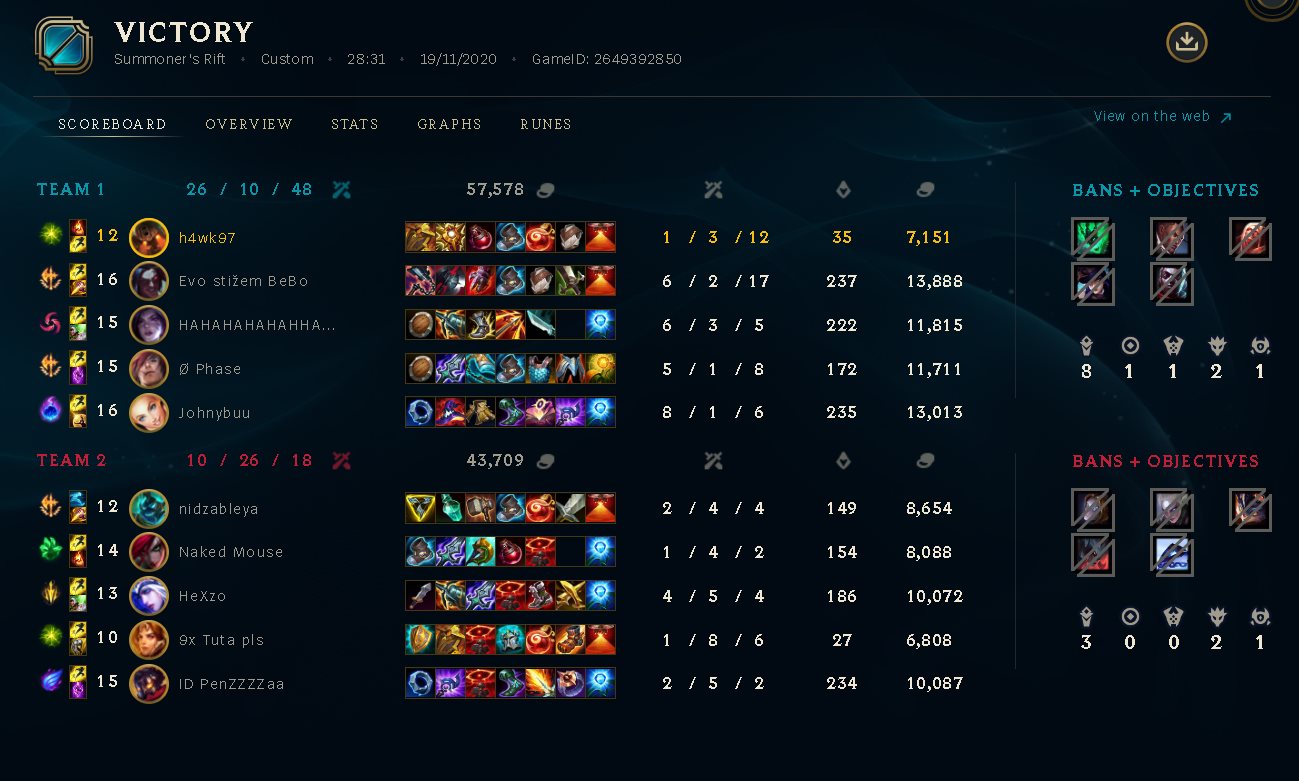 VICTORY
Summoner's Rift • Custom • 28:31 • 19/11/2020 • GameID: 2649392850
SCOREBOARD OVERVIEW STATS GRAPHS RUNES View on the web
TEAM 1 26 / 10 / 48 57,578 BANS + OBJECTIVES
12 h4wk97 1 / 3 / 12 35 7,151
16 Evo stižem BeBo 6 / 2 / 17 237 13,888
15 HAHAHAHAHAHHA... 6 / 3 / 5 222 11,815
8 1 1 2 1
15 Ø Phase 5 / 1 / 8 172 11,711
16 Johnybuu 8 / 1 / 6 235 13,013
TEAM 2 10 / 26 / 18 43,709 BANS + OBJECTIVES
12 nidzableya 2 / 4 / 4 149 8,654
14 Naked Mouse 1 / 4 / 2 154 8,088
13 HeXzo 4 / 5 / 4 186 10,072
10 9x Tuta pls 1 / 8 / 6 27 6,808
3 0 0 2 1
15 ID PenZZZZaa 2 / 5 / 2 234 10,087